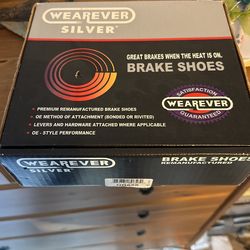 WEAREVER
SILVER®
GREAT BRAKES WHEN THE HEAT IS ON.
BRAKE SHOES
SATISFACTION
WEAREVER
GUARANTEED
• PREMIUM REMANUFACTURED BRAKE SHOES
• OE METHOD OF ATTACHMENT (BONDED OR RIVITED)
• LEVERS AND HARDWARE ATTACHED WHERE APPLICABLE
• OE - STYLE PERFORMANCE
WEAREVER
SILVER®
BRAKE SHOES
REMANUFACTURED